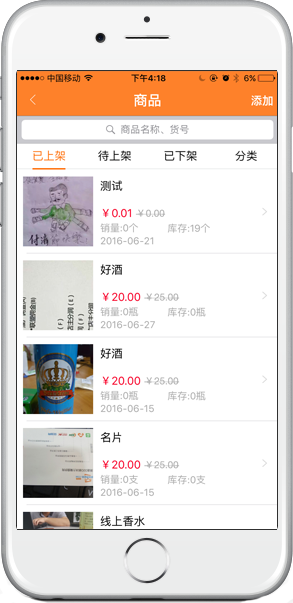 中国移动 下午4:18 6%
商品 添加
商品名称、货号
已上架 待上架 已下架 分类
测试
￥0.01 ￥0.00
销量:0个 库存:19个
2016-06-21
好酒
￥20.00 ￥25.00
销量:0瓶 库存:0瓶
2016-06-27
好酒
￥20.00 ￥25.00
销量:0瓶 库存:0瓶
2016-06-15
名片
￥20.00 ￥25.00
销量:0支 库存:0支
2016-06-15
线上香水